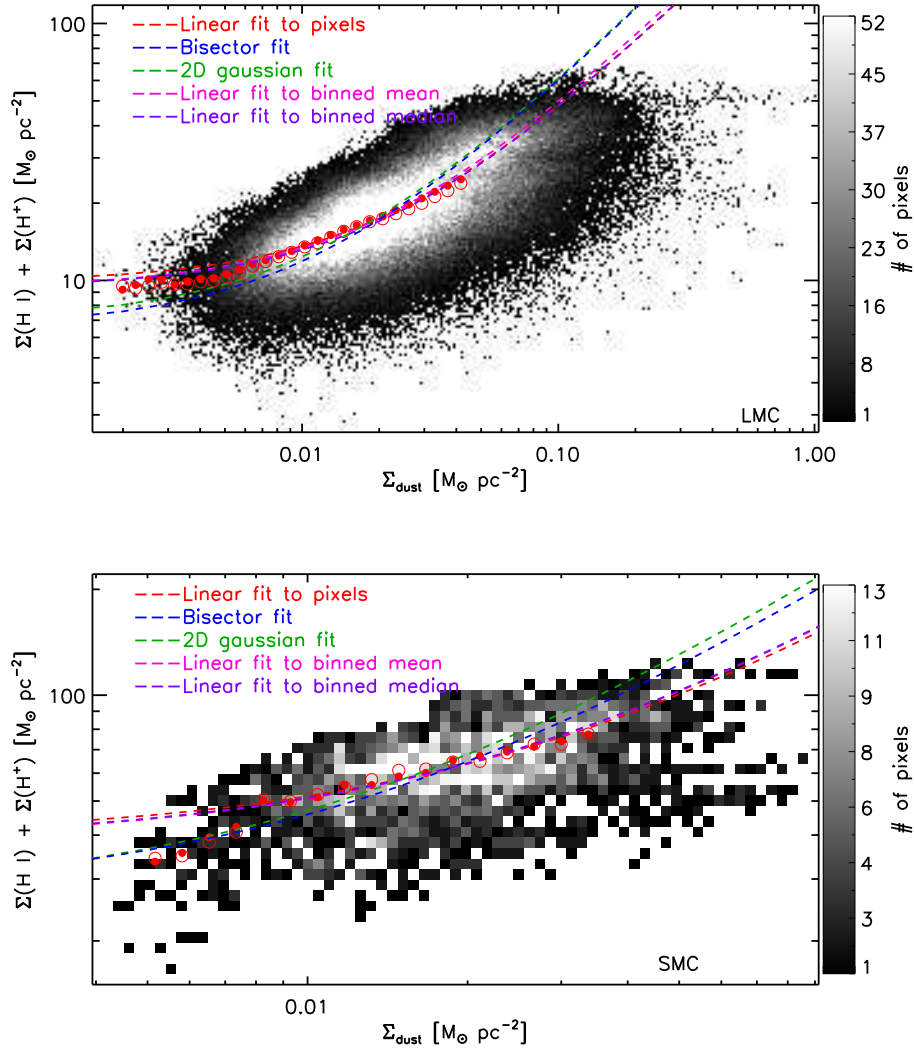 100
10
Σ(H I) + Σ(H⁺) [M⊙ pc⁻²]
Linear fit to pixels
Bisector fit
2D gaussian fit
Linear fit to binned mean
Linear fit to binned median
LMC
0.01
0.10
1.00
Σdust [M⊙ pc⁻²]
52
45
37
30
23
16
8
1
# of pixels
100
Σ(H I) + Σ(H⁺) [M⊙ pc⁻²]
Linear fit to pixels
Bisector fit
2D gaussian fit
Linear fit to binned mean
Linear fit to binned median
SMC
0.01
Σdust [M⊙ pc⁻²]
13
11
9
7
6
4
3
1
# of pixels